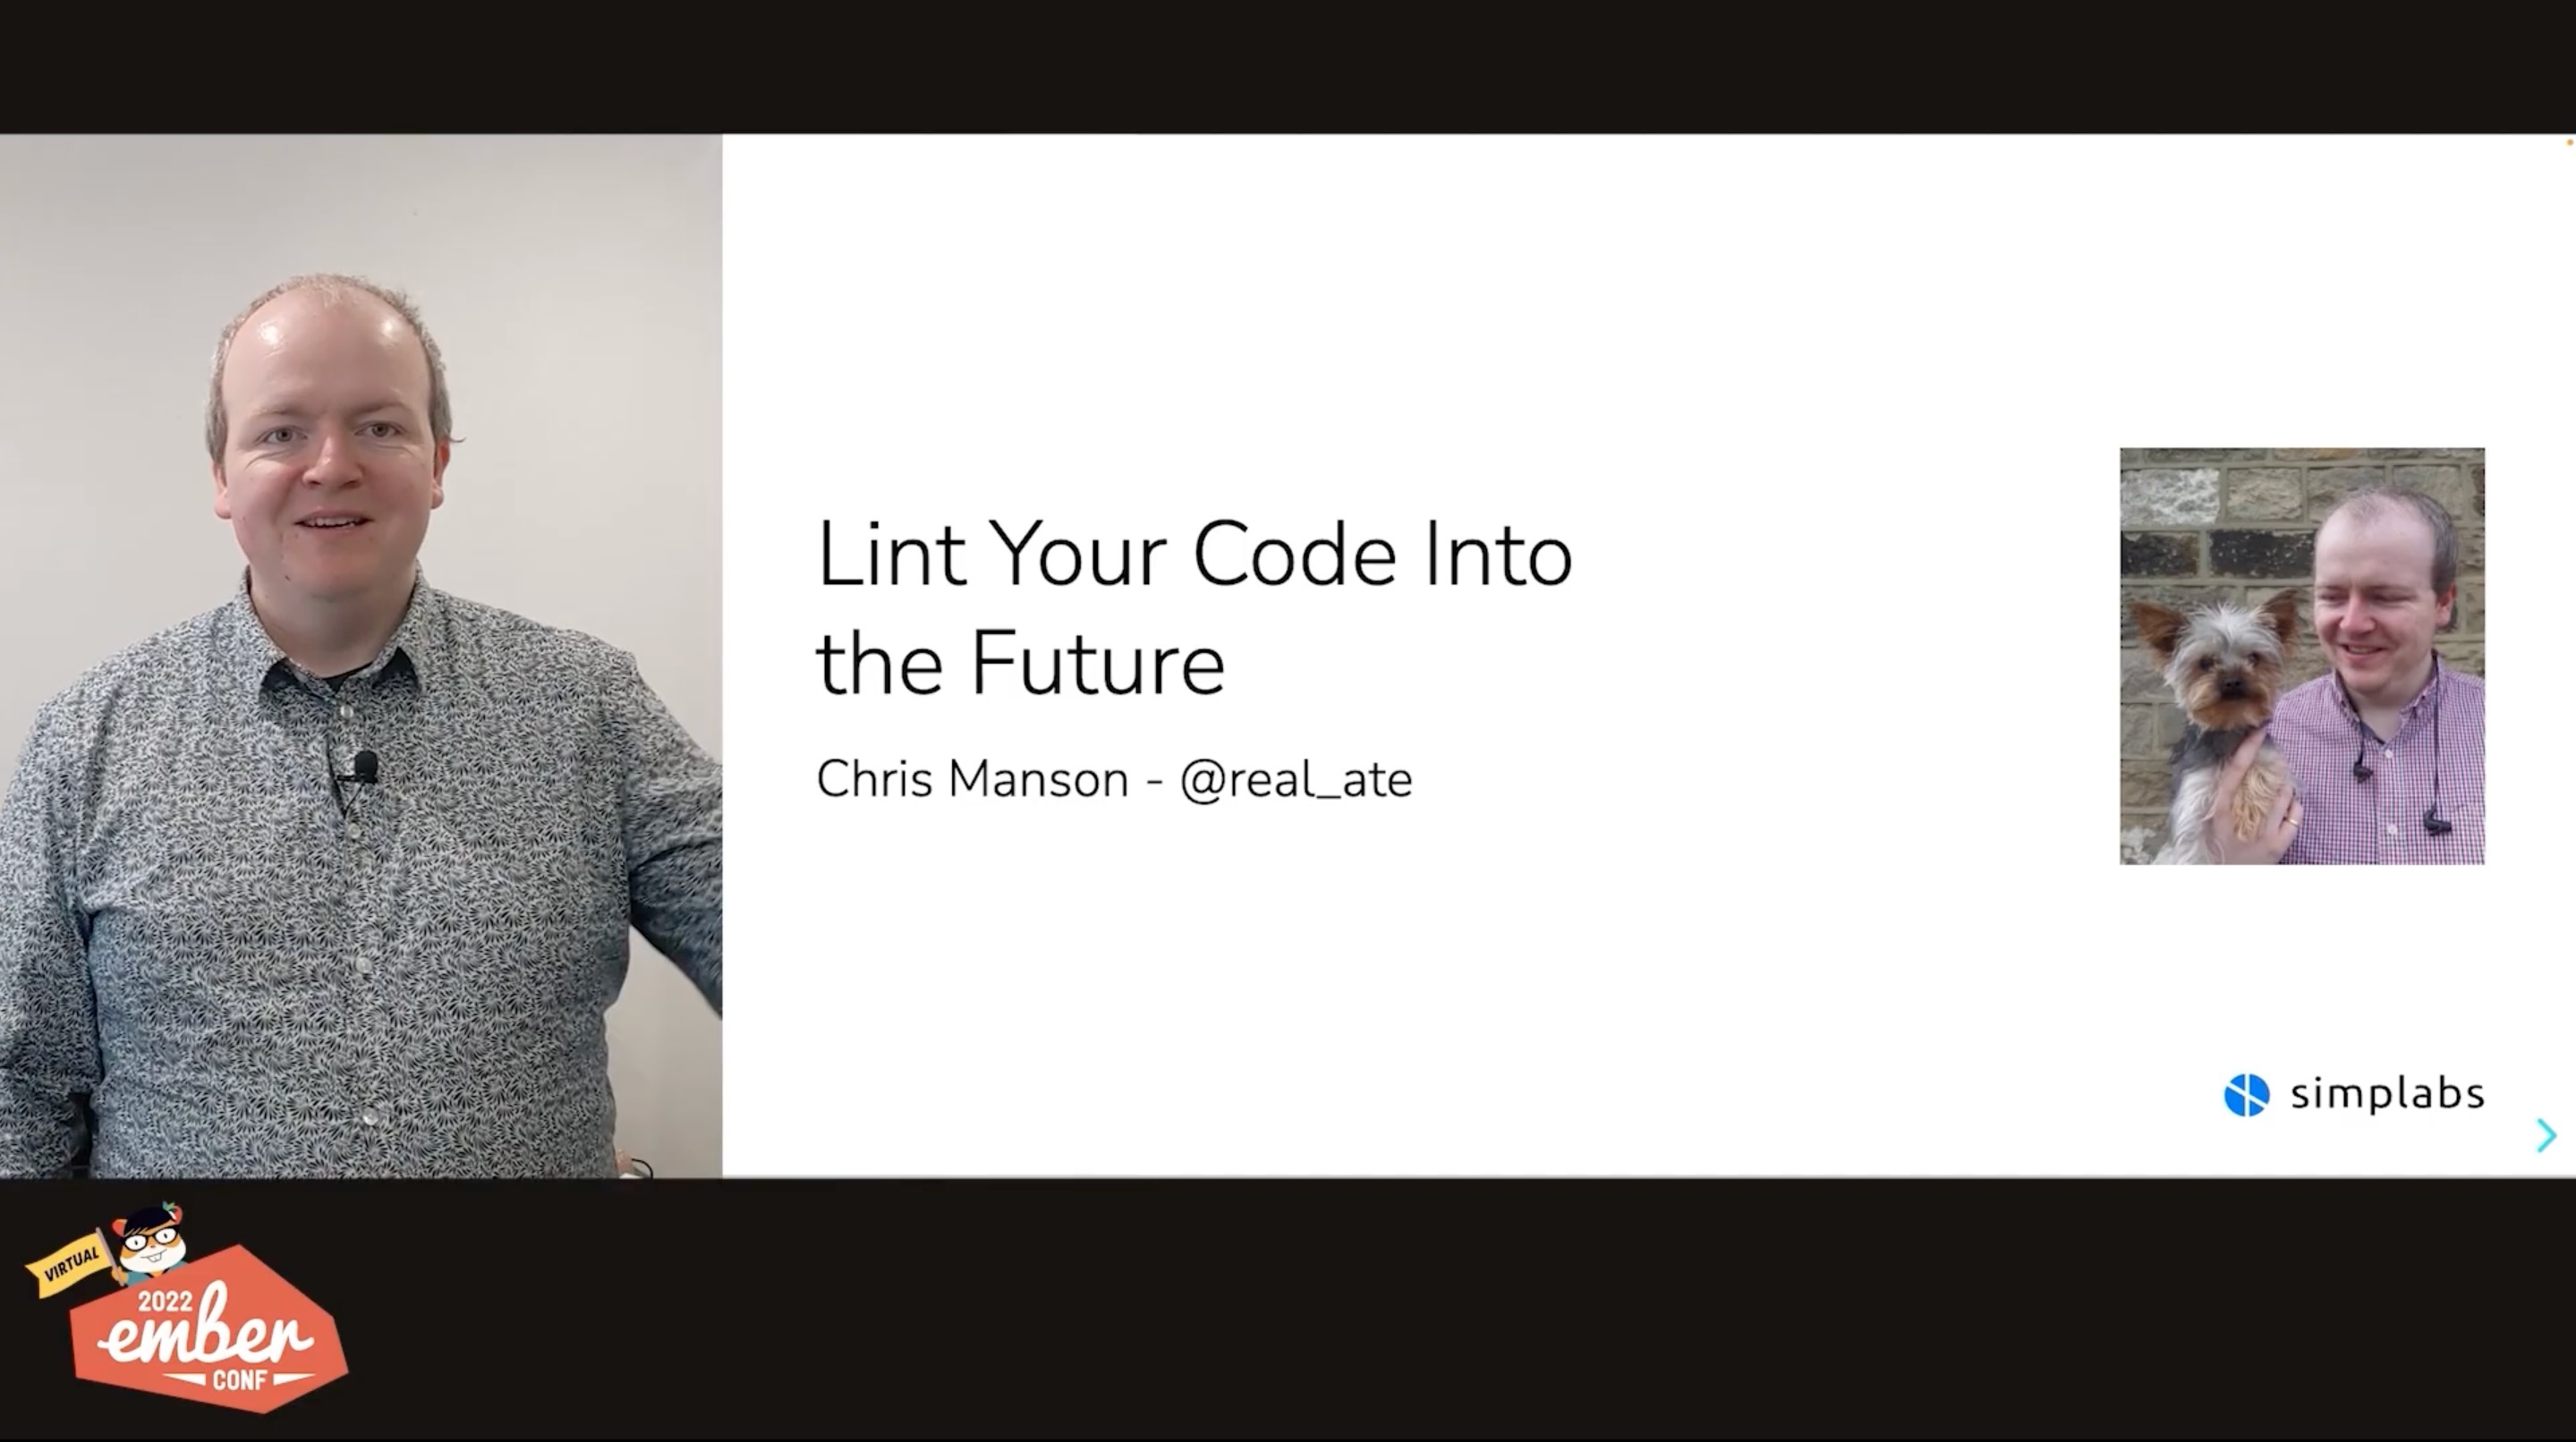 Lint Your Code Into
the Future
Chris Manson - @real_ate
simplabs
VIRTUAL
2022
ember
CONF